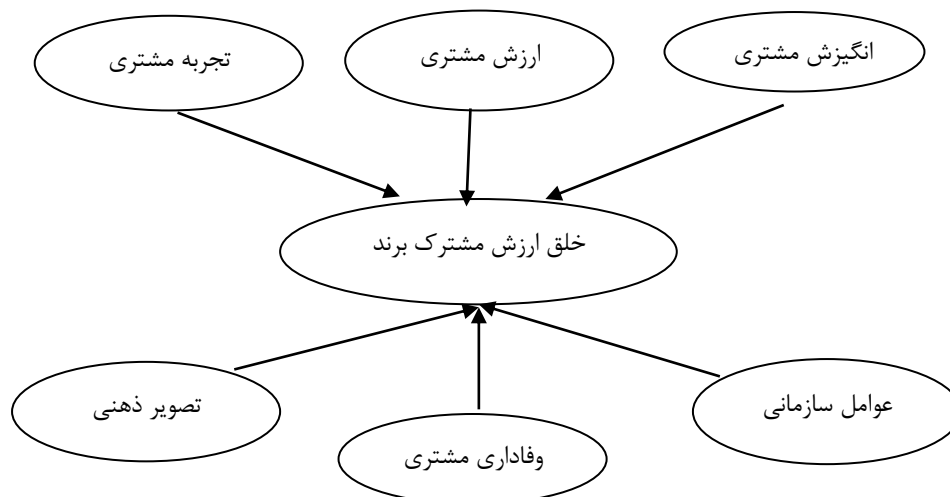 انگیزش مشتری
ارزش مشتری
تجربه مشتری
خلق ارزش مشترک برند
عوامل سازمانی
وفاداری مشتری
تصویر ذهنی